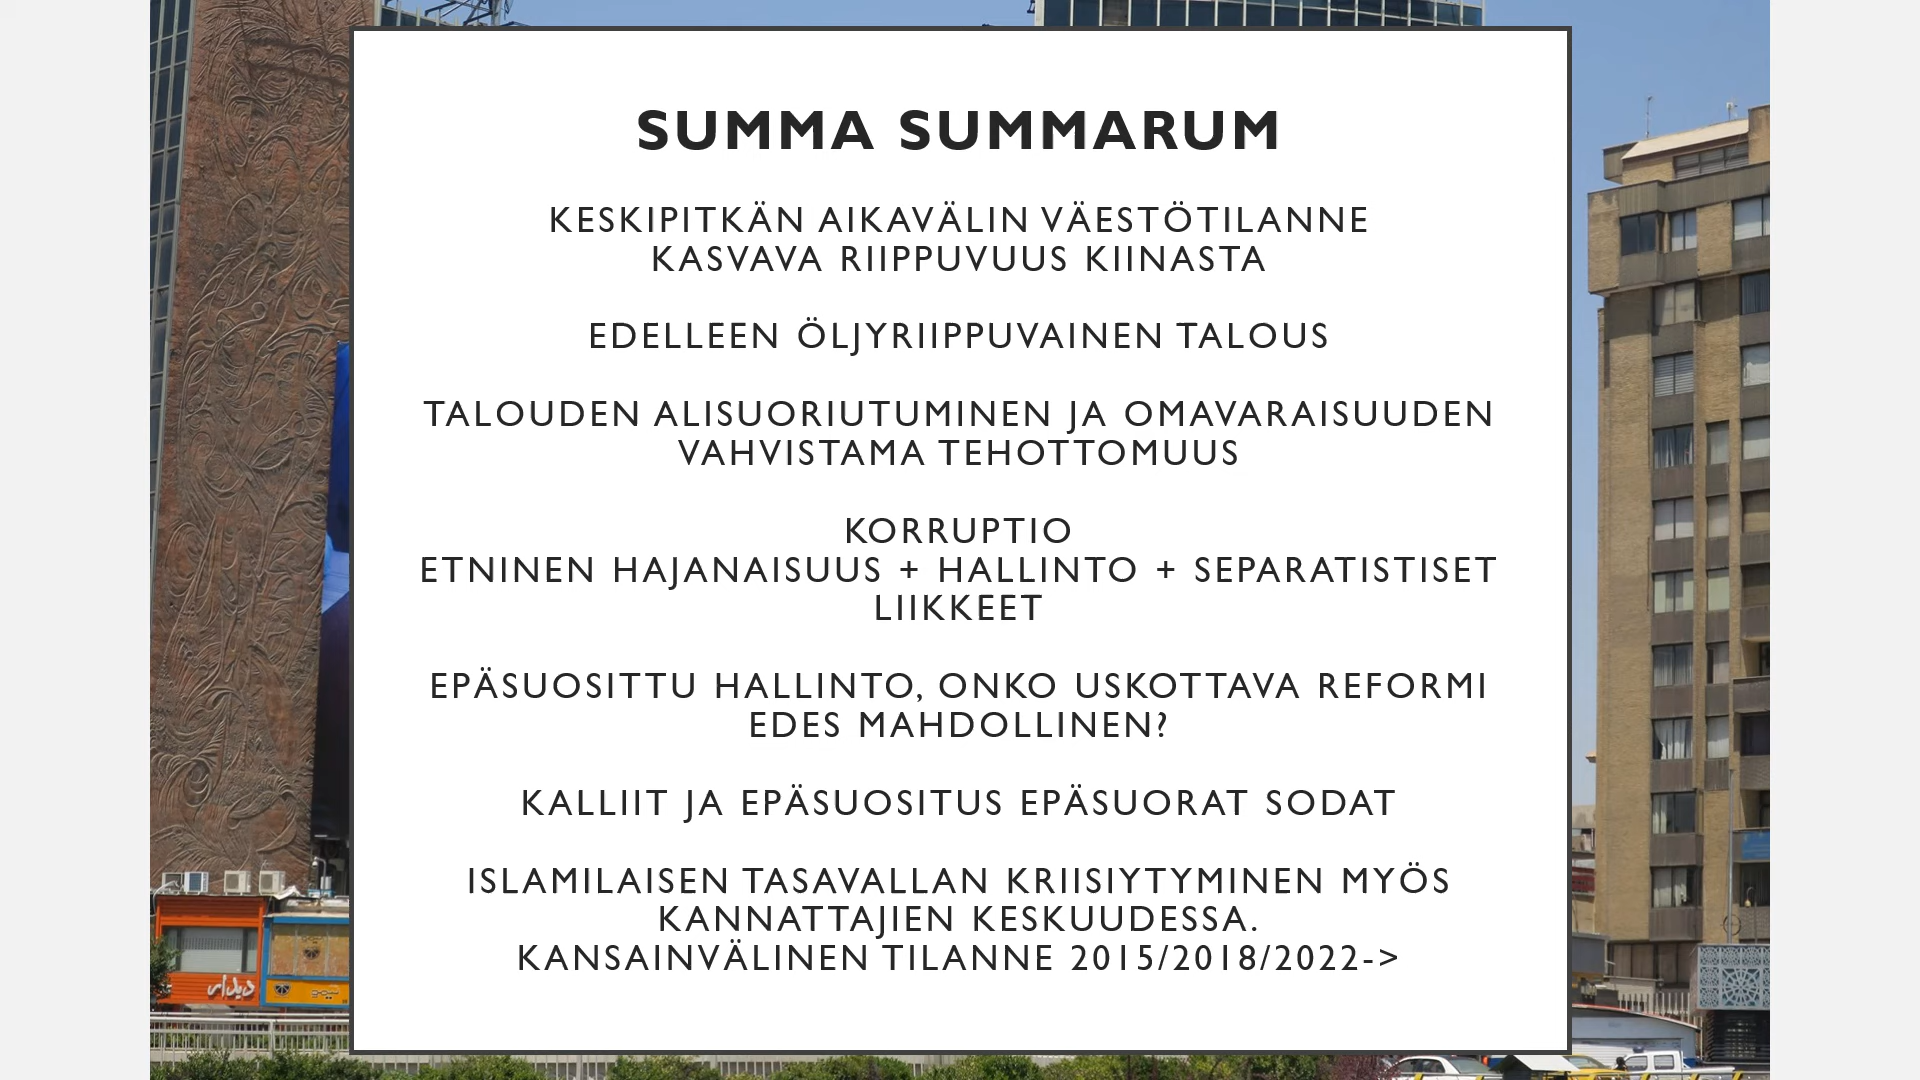 SUMMA SUMMARUM
KESKIPITKÄN AIKAVÄLIN VÄESTÖTILANNE
KASVAVA RIIPPUVUUS KIINASTA
EDELLEEN ÖLJYRIIPPUVAINEN TALOUS
TALOUDEN ALISUORIUTUMINEN JA OMAVARAISUUDEN
VAHVISTAMA TEHOTTOMUUS
KORRUPTIO
ETNINEN HAJANAISUUS + HALLINTO + SEPARATISTISET
LIIKKEET
EPÄSUOSITTU HALLINTO, ONKO USKOTTAVA REFORMI
EDES MAHDOLLINEN?
KALLIIT JA EPÄSUOSITUS EPÄSUORAT SODAT
ISLAMILAISEN TASAVALLAN KRIISIYTYMINEN MYÖS
KANNATTAJIEN KESKUUDESSA.
KANSAINVÄLINEN TILANNE 2015/2018/2022->
دیدار